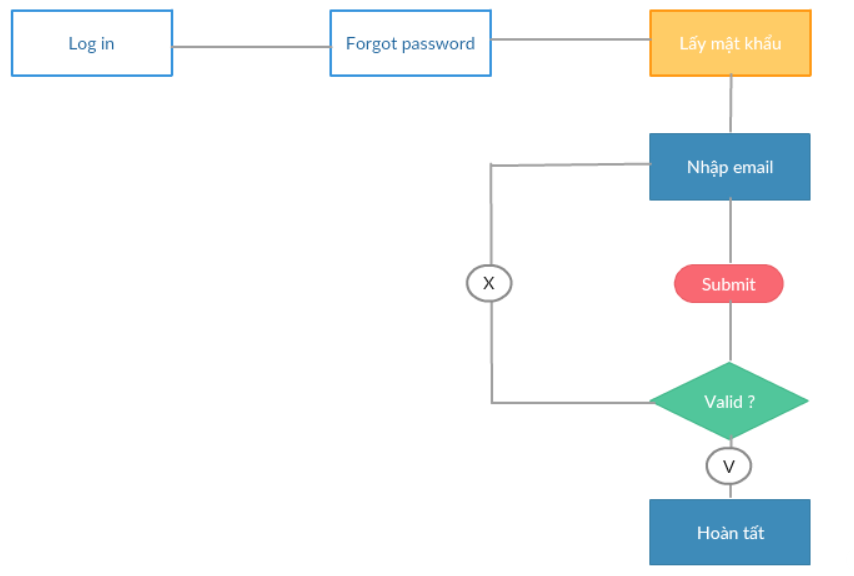 Log in
Forgot password
Lấy mật khẩu
Nhập email
X
Submit
Valid ?
V
Hoàn tất